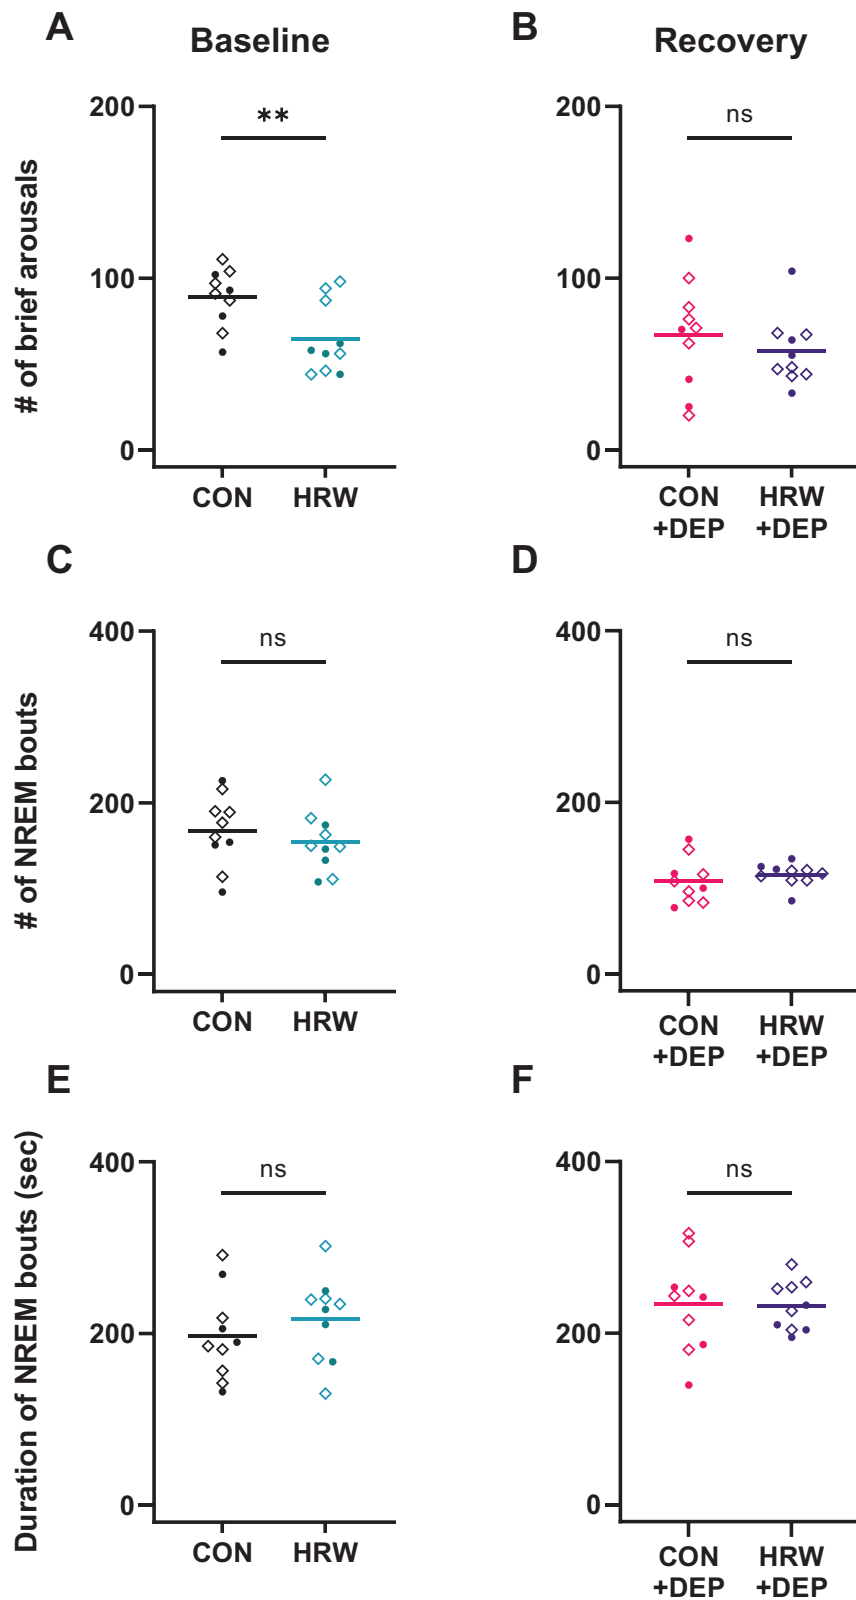 A
Baseline
B
Recovery
# of brief arousals
200
100
0
**
CON
HRW
200
100
0
ns
CON
+DEP
HRW
+DEP
C
D
# of NREM bouts
400
200
0
ns
CON
HRW
400
200
0
ns
CON
+DEP
HRW
+DEP
E
F
Duration of NREM bouts (sec)
400
200
0
ns
CON
HRW
400
200
0
ns
CON
+DEP
HRW
+DEP